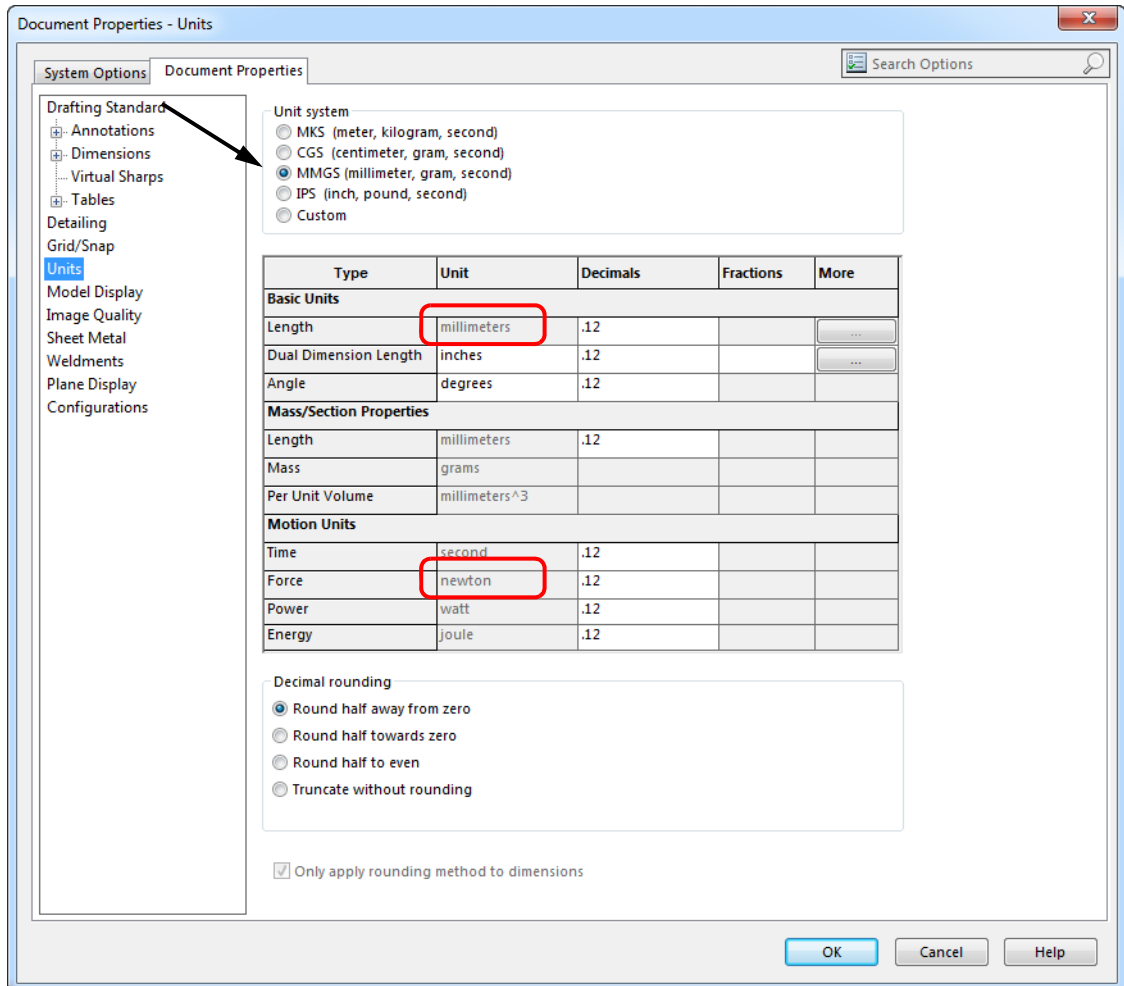 Document Properties - Units
System Options
Document Properties
Search Options
Drafting Standard
Annotations
Dimensions
Virtual Sharps
Tables
Detailing
Grid/Snap
Units
Model Display
Image Quality
Sheet Metal
Weldments
Plane Display
Configurations
Unit system
MKS (meter, kilogram, second)
CGS (centimeter, gram, second)
MMGS (millimeter, gram, second)
IPS (inch, pound, second)
Custom
Type Unit Decimals Fractions More
Basic Units
Length millimeters .12 ...
Dual Dimension Length inches .12 ...
Angle degrees .12
Mass/Section Properties
Length millimeters .12
Mass grams
Per Unit Volume millimeters^3
Motion Units
Time second .12
Force newton .12
Power watt .12
Energy joule .12
Decimal rounding
Round half away from zero
Round half towards zero
Round half to even
Truncate without rounding
Only apply rounding method to dimensions
OK Cancel Help